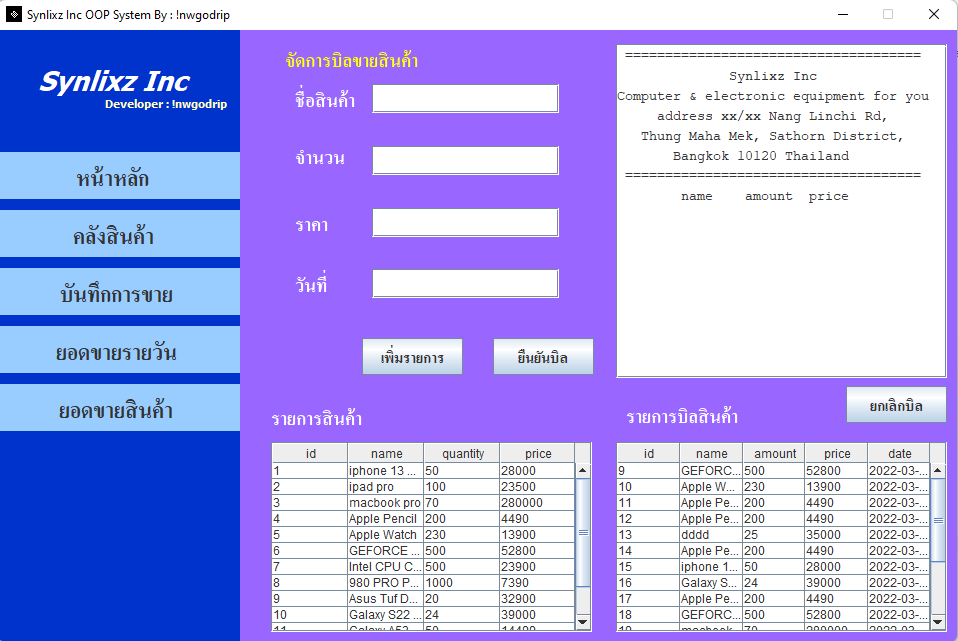 Synlixz Inc OOP System By : !nwgodrip
Synlixz Inc
Developer : !nwgodrip
หน้าหลัก
คลังสินค้า
บันทึกการขาย
ยอดขายรายวัน
ยอดขายสินค้า
จัดการบิลขายสินค้า
ชื่อสินค้า
จำนวน
ราคา
วันที่
เพิ่มรายการ
ยืนยันบิล
=====================================
Synlixz Inc
Computer & electronic equipment for you
address xx/xx Nang Linchi Rd,
Thung Maha Mek, Sathorn District,
Bangkok 10120 Thailand
=====================================
name amount price
ยกเลิกบิล
รายการสินค้า
id name quantity price
1 iphone 13 ... 50 28000
2 ipad pro 100 23500
3 macbook pro 70 280000
4 Apple Pencil 200 4490
5 Apple Watch 230 13900
6 GEFORCE ... 500 52800
7 Intel CPU C... 500 23900
8 980 PRO P... 1000 7390
9 Asus Tuf D... 20 32900
10 Galaxy S22 ... 24 39000
11 Galaxy A53 ... 50 14490
รายการบิลสินค้า
id name amount price date
9 GEFORC... 500 52800 2022-03-...
10 Apple W... 230 13900 2022-03-...
11 Apple Pe... 200 4490 2022-03-...
12 Apple Pe... 200 4490 2022-03-...
13 dddd 25 35000 2022-03-...
14 Apple Pe... 200 4490 2022-03-...
15 iphone 1... 50 28000 2022-03-...
16 Galaxy S... 24 39000 2022-03-...
17 Apple Pe... 200 4490 2022-03-...
18 GEFORC... 500 52800 2022-03-...
19 macbook 70 280000 2022-03-...